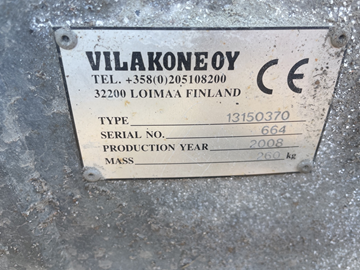 VILAKONE OY
TEL. +358(0)205108200
32200 LOIMAA FINLAND
CE
TYPE 13150370
SERIAL NO. 664
PRODUCTION YEAR 2008
MASS 260 kg